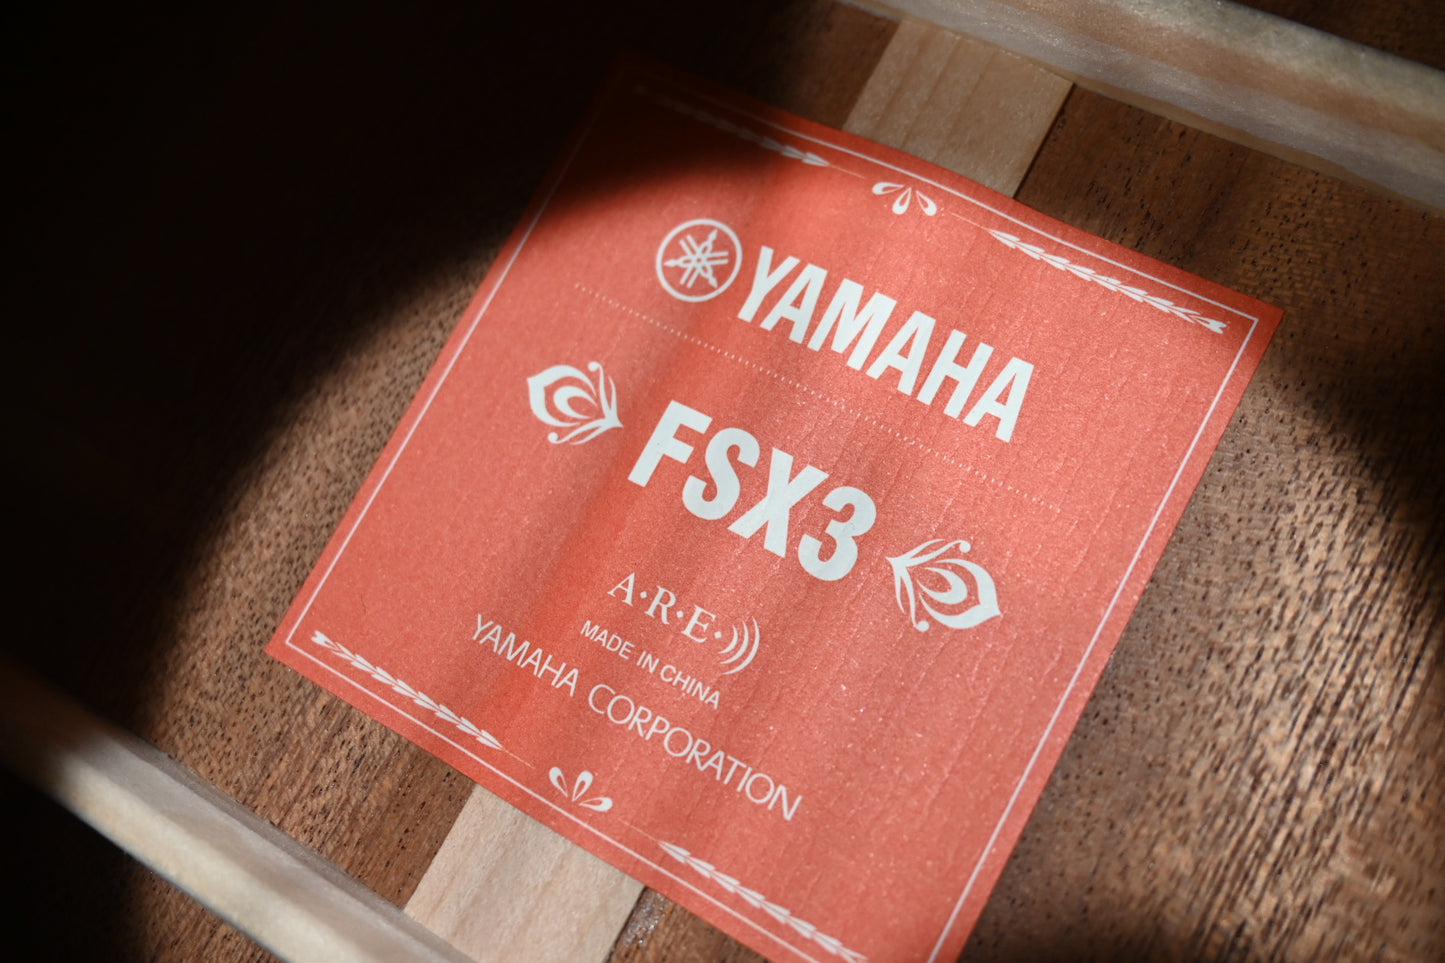 YAMAHA
FSX3
A·R·E·
MADE IN CHINA
YAMAHA CORPORATION